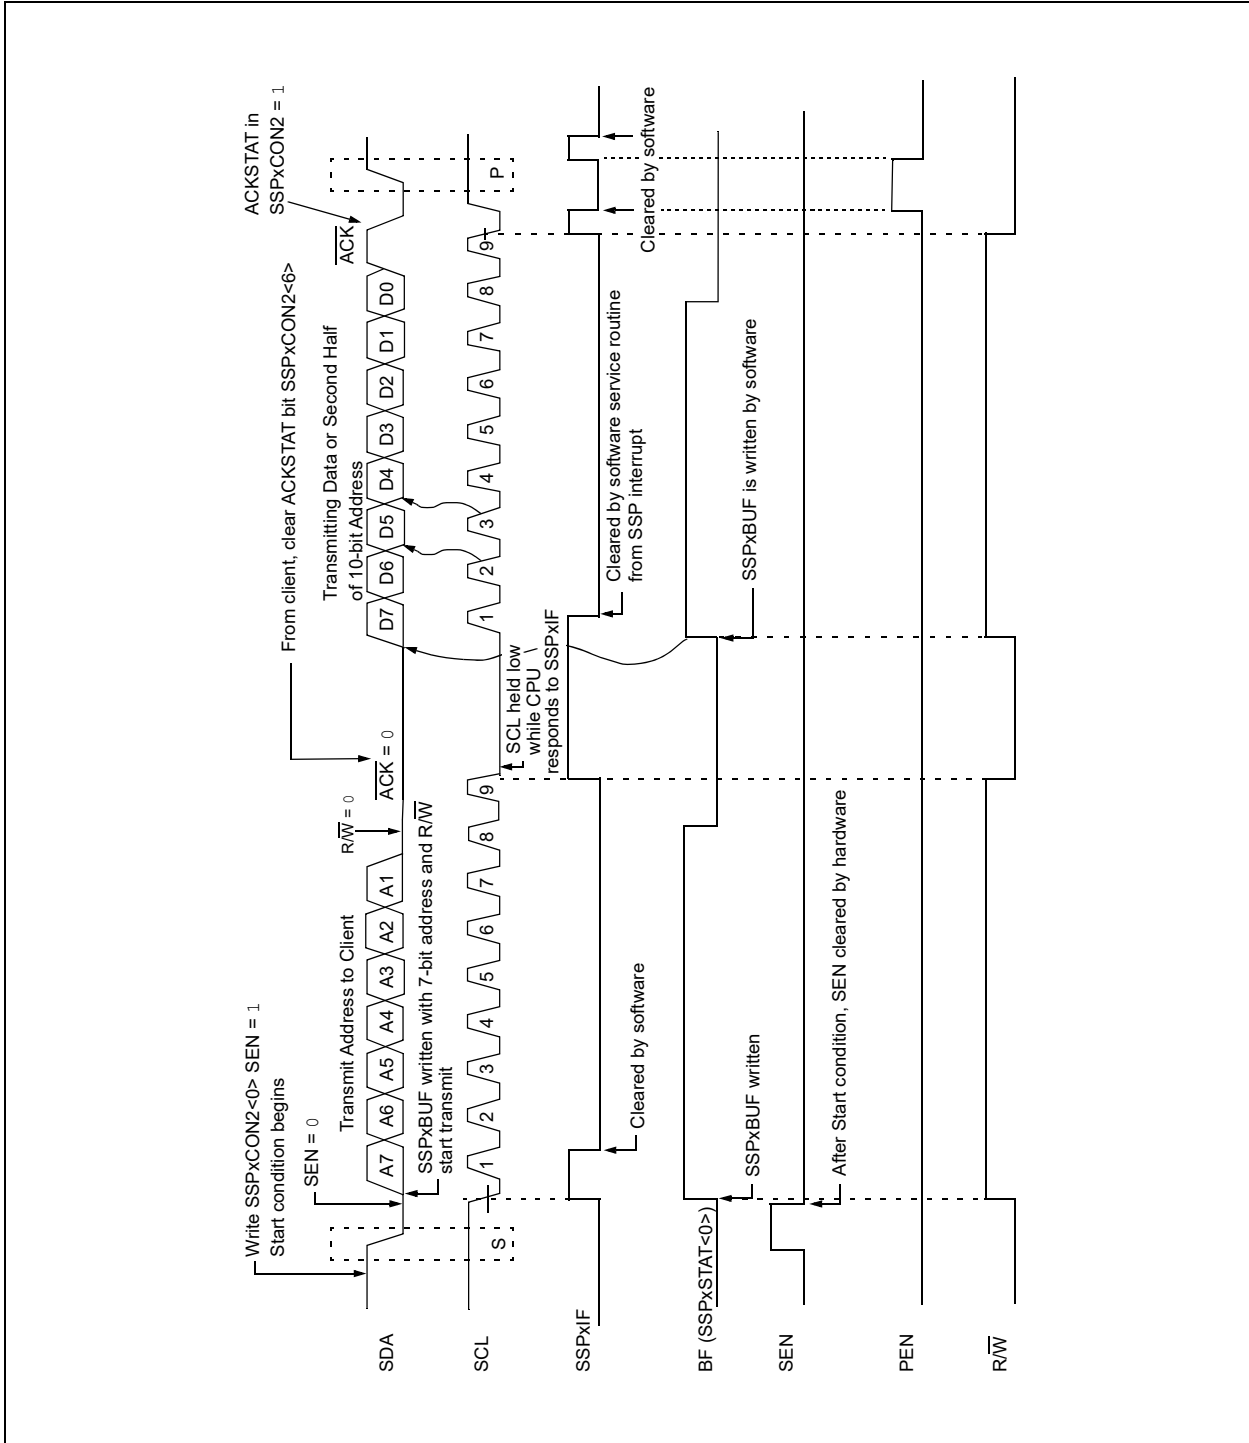 Write SSPxCON2<0> SEN = 1
Start condition begins
SEN = 0
Transmit Address to Client
R/W = 0
From client, clear ACKSTAT bit SSPxCON2<6>
ACK = 0
Transmitting Data or Second Half
of 10-bit Address
ACKSTAT in
SSPxCON2 = 1
ACK
SDA
A7 A6 A5 A4 A3 A2 A1
D7 D6 D5 D4 D3 D2 D1 D0
SSPxBUF written with 7-bit address and R/W
start transmit
SCL
S
1 2 3 4 5 6 7 8 9
1 2 3 4 5 6 7 8 9
P
SCL held low
while CPU
responds to SSPxIF
SSPxIF
Cleared by software
Cleared by software service routine
from SSP interrupt
Cleared by software
BF (SSPxSTAT<0>)
SSPxBUF written
SSPxBUF is written by software
SEN
After Start condition, SEN cleared by hardware
PEN
R/W